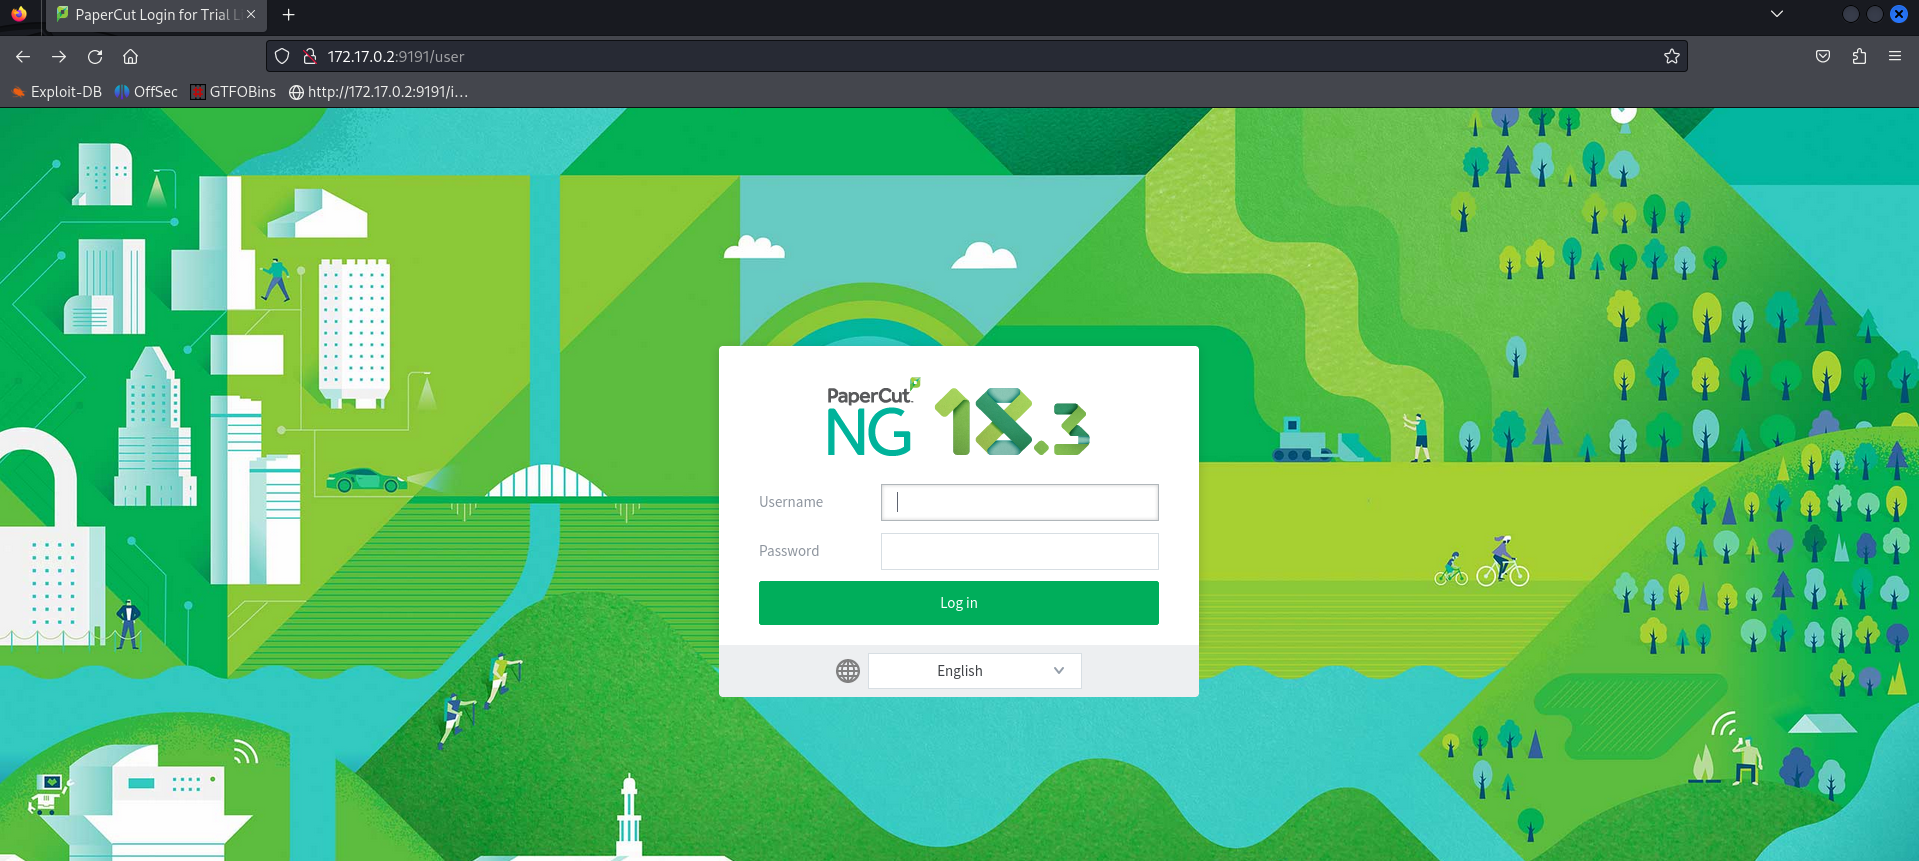 PaperCut Login for Trial L
172.17.0.2:9191/user
Exploit-DB OffSec GTFOBins http://172.17.0.2:9191/i...
PaperCut
NG 18.3
Username
Password
Log in
English